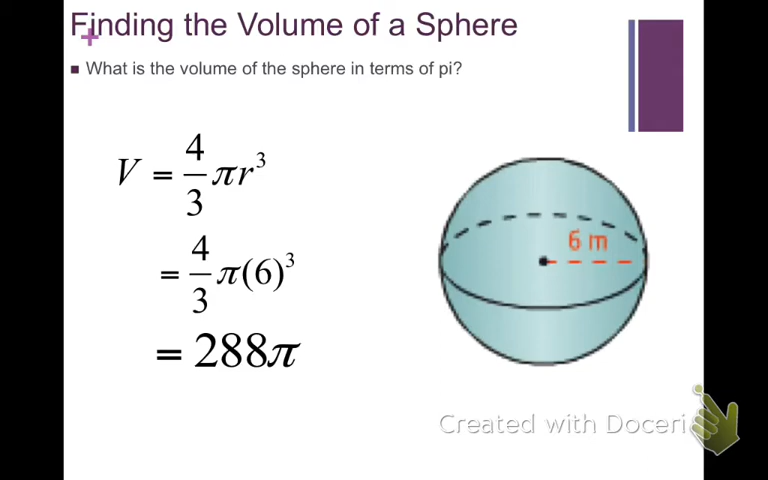 Finding the Volume of a Sphere
What is the volume of the sphere in terms of pi?
V = 4/3 πr³
= 4/3 π(6)³
= 288π
6 m
Created with Doceri